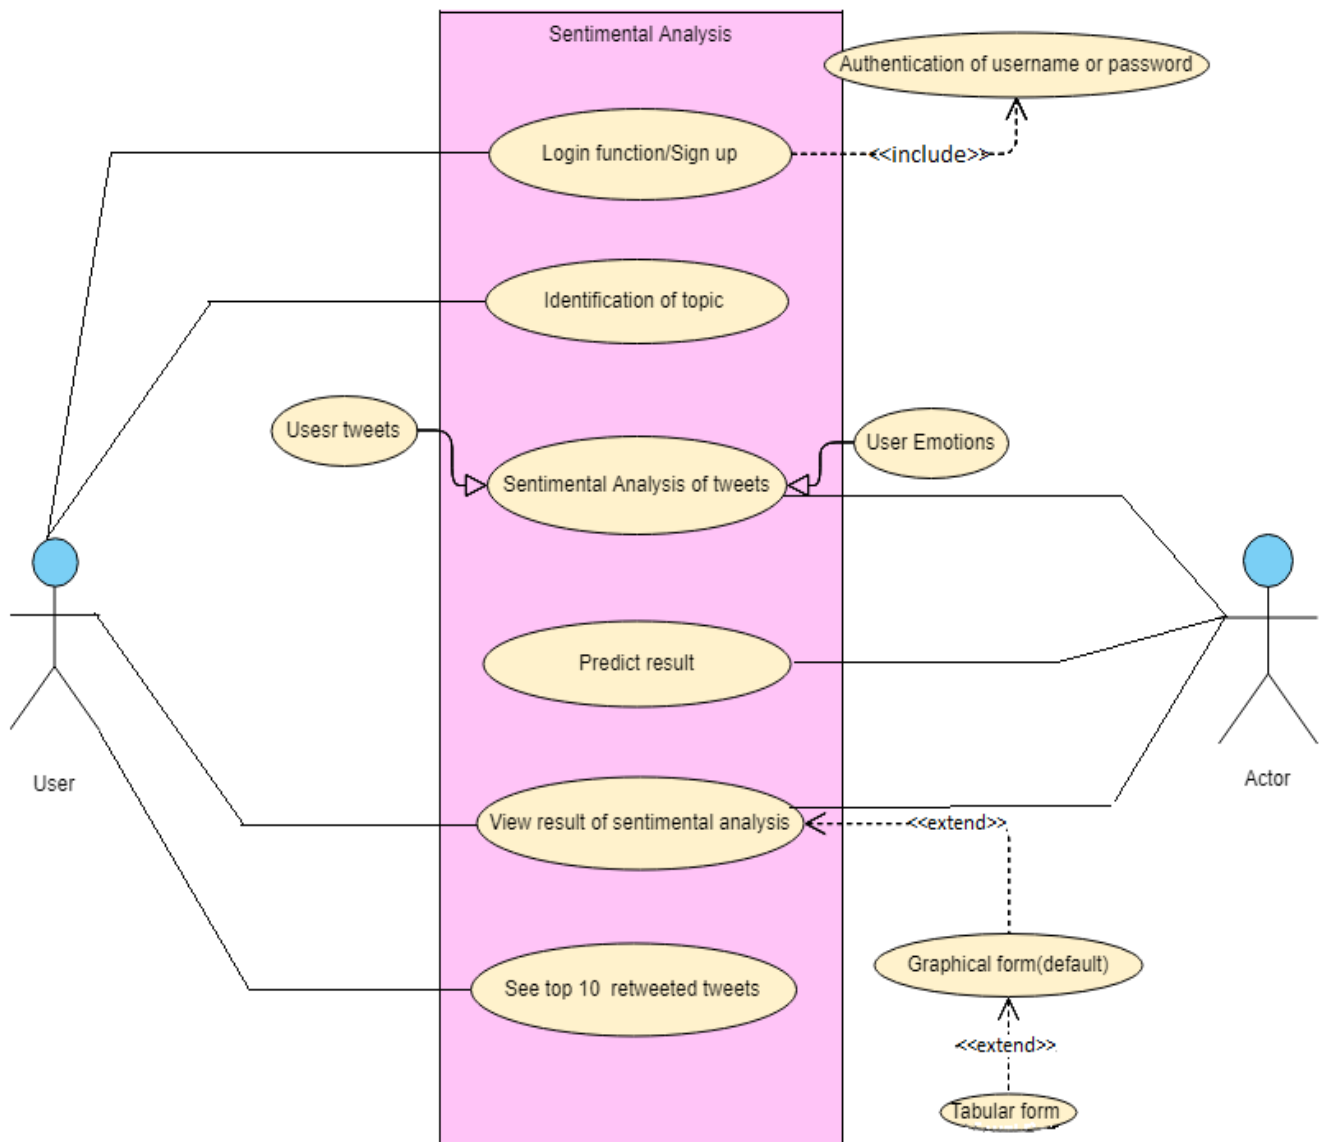 Sentimental Analysis
Authentication of username or password
Login function/Sign up
<<include>>
Identification of topic
Usesr tweets
User Emotions
Sentimental Analysis of tweets
Predict result
User
Actor
View result of sentimental analysis
<<extend>>
Graphical form(default)
See top 10 retweeted tweets
<<extend>>
Tabular form